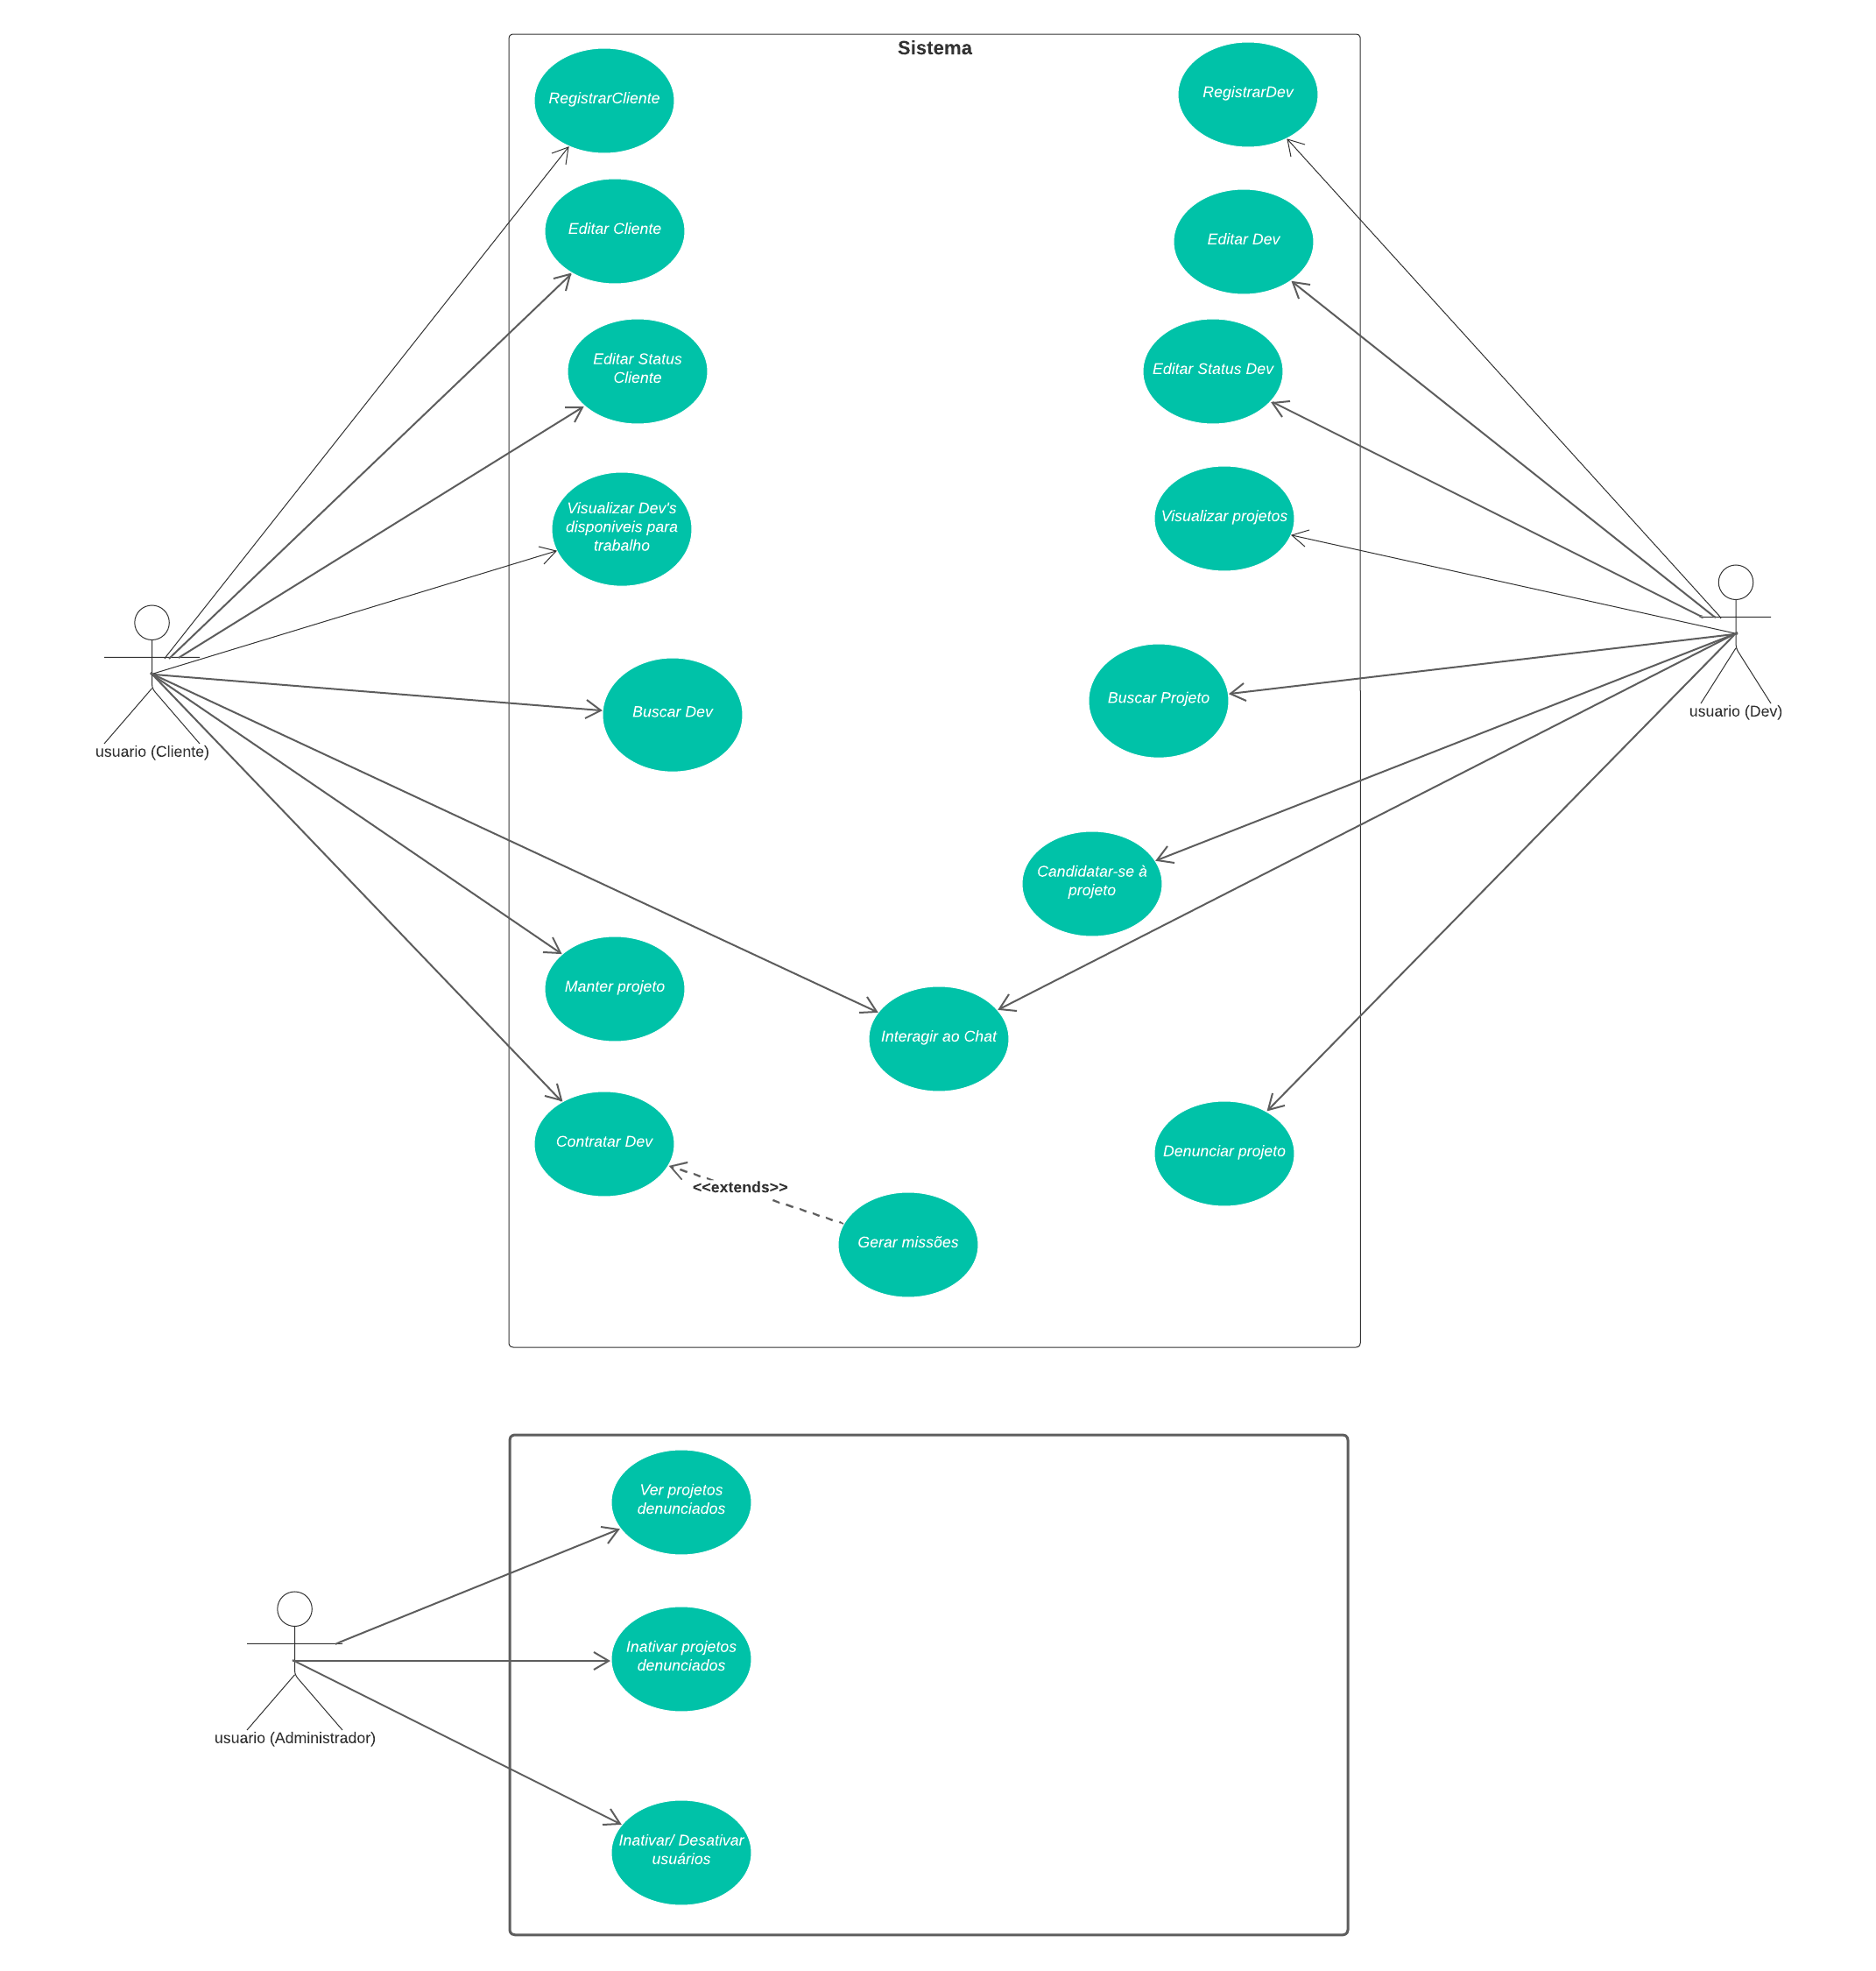 Sistema
RegistrarCliente
RegistrarDev
Editar Cliente
Editar Dev
Editar Status
Cliente
Editar Status Dev
Visualizar Dev's
disponiveis para
trabalho
Visualizar projetos
usuario (Cliente)
usuario (Dev)
Buscar Dev
Buscar Projeto
Candidatar-se à
projeto
Manter projeto
Interagir ao Chat
Contratar Dev
Denunciar projeto
<<extends>>
Gerar missões
Ver projetos
denunciados
Inativar projetos
denunciados
usuario (Administrador)
Inativar/ Desativar
usuários